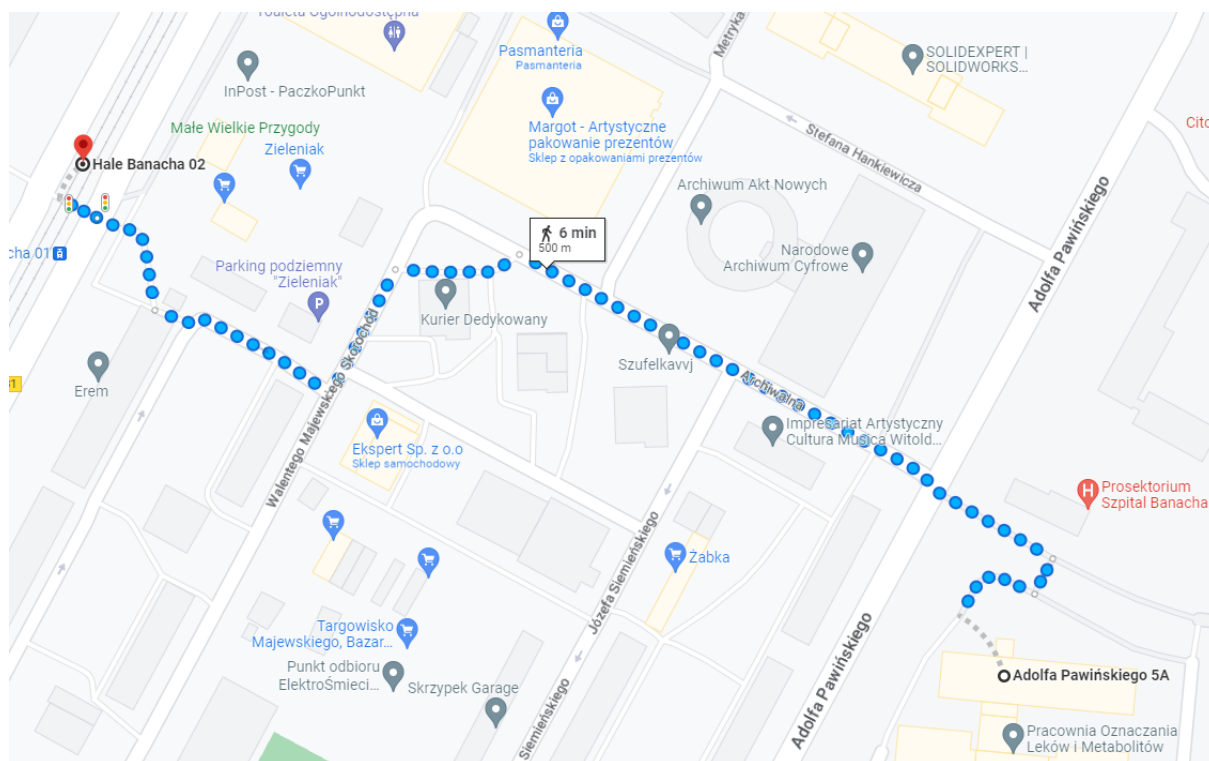 Toaleta Ogólnodostępna
InPost - PaczkoPunkt
Małe Wielkie Przygody
Zieleniak
Hale Banacha 02
cha 01
Parking podziemny
"Zieleniak"
P
Erem
Pasmanteria
Pasmanteria
Margot - Artystyczne
pakowanie prezentów
Sklep z opakowaniami prezentów
Metryka
SOLIDEXPERT |
SOLIDWORKS...
Stefana Hankiewicza
Archiwum Akt Nowych
Narodowe
Archiwum Cyfrowe
Adolfa Pawińskiego
Cito
6 min
500 m
Kurier Dedykowany
Szufelkavvj
Archiwalna
Impresariat Artystyczny
Cultura Musica Witold...
Walentego Majewskiego Skorochód
Ekspert Sp. z o.o
Sklep samochodowy
H
Prosektorium
Szpital Banacha
Józefa Siemieńskiego
Żabka
Targowisko
Majewskiego, Bazar...
Punkt odbioru
ElektroŚmieci...
Skrzypek Garage
Siemieńskiego
Adolfa Pawińskiego
Adolfa Pawińskiego 5A
Pracownia Oznaczania
Leków i Metabolitów